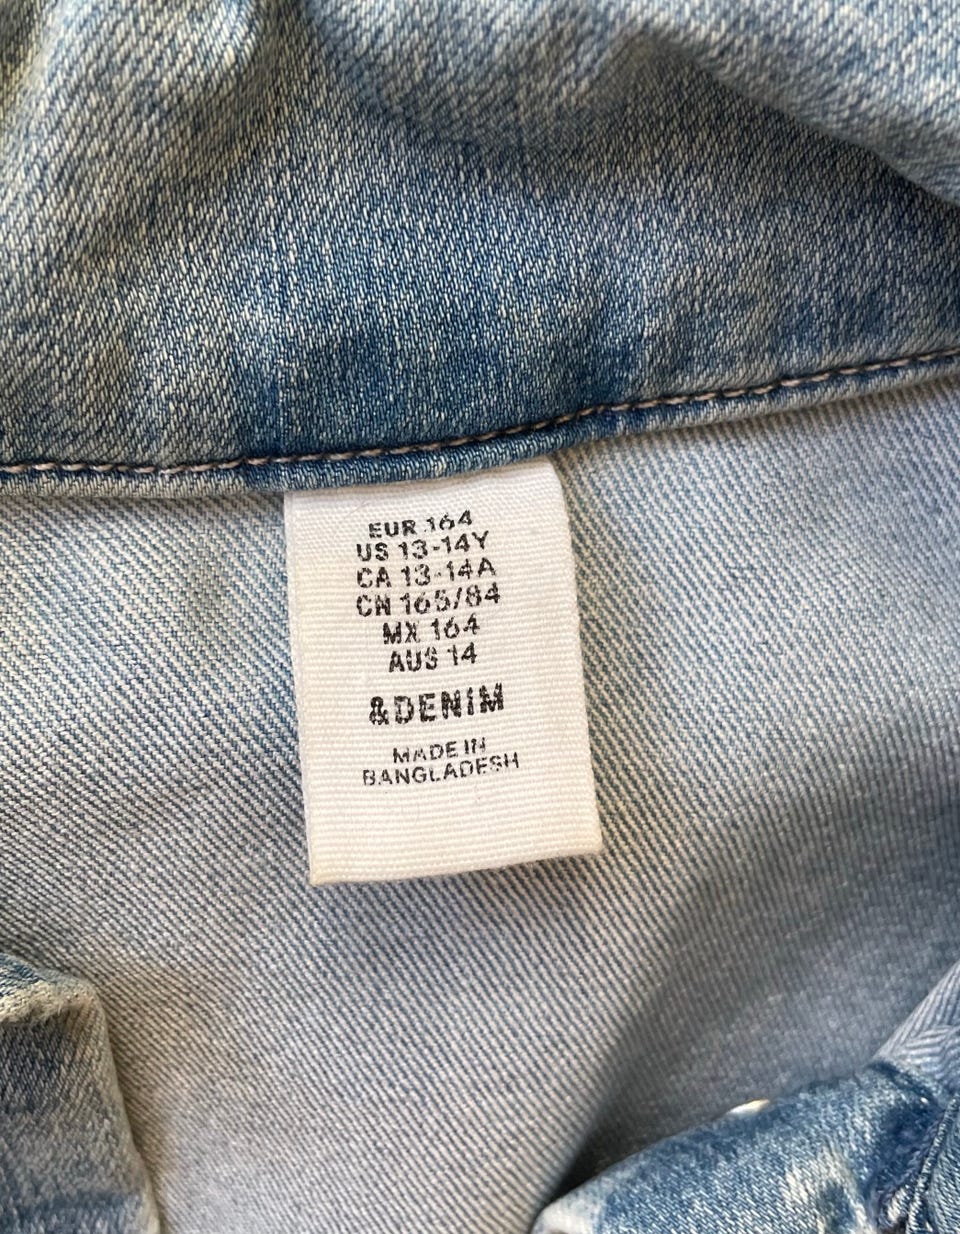 EUR 164
US 13-14Y
CA 13-14A
CN 165/84
MX 164
AUS 14
&DENIM
MADE IN
BANGLADESH